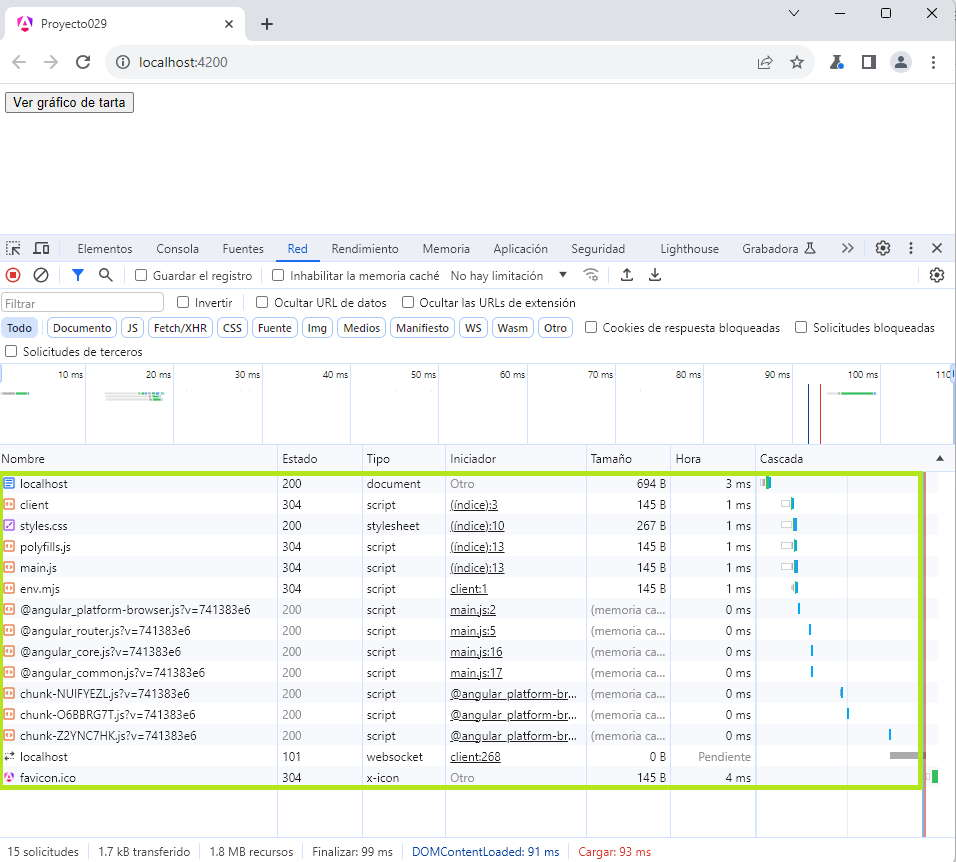 Proyecto029
localhost:4200
Ver gráfico de tarta
Elementos Consola Fuentes Red Rendimiento Memoria Aplicación Seguridad Lighthouse Grabadora
Guardar el registro Inhabilitar la memoria caché No hay limitación
Filtrar Invertir Ocultar URL de datos Ocultar las URLs de extensión
Todo Documento JS Fetch/XHR CSS Fuente Img Medios Manifiesto WS Wasm Otro Cookies de respuesta bloqueadas Solicitudes bloqueadas
Solicitudes de terceros
10 ms 20 ms 30 ms 40 ms 50 ms 60 ms 70 ms 80 ms 90 ms 100 ms 110
Nombre Estado Tipo Iniciador Tamaño Hora Cascada
localhost 200 document Otro 694 B 3 ms
client 304 script (índice):3 145 B 1 ms
styles.css 200 stylesheet (índice):10 267 B 1 ms
polyfills.js 304 script (índice):13 145 B 1 ms
main.js 304 script (índice):13 145 B 1 ms
env.mjs 304 script client:1 145 B 1 ms
@angular_platform-browser.js?v=741383e6 200 script main.js:2 (memoria ca... 0 ms
@angular_router.js?v=741383e6 200 script main.js:5 (memoria ca... 0 ms
@angular_core.js?v=741383e6 200 script main.js:16 (memoria ca... 0 ms
@angular_common.js?v=741383e6 200 script main.js:17 (memoria ca... 0 ms
chunk-NUIFYEZL.js?v=741383e6 200 script @angular_platform-br... (memoria ca... 0 ms
chunk-O6BBRG7T.js?v=741383e6 200 script @angular_platform-br... (memoria ca... 0 ms
chunk-Z2YNC7HK.js?v=741383e6 200 script @angular_platform-br... (memoria ca... 0 ms
localhost 101 websocket client:268 0 B Pendiente
favicon.ico 304 x-icon Otro 145 B 4 ms
15 solicitudes 1.7 kB transferido 1.8 MB recursos Finalizar: 99 ms DOMContentLoaded: 91 ms Cargar: 93 ms